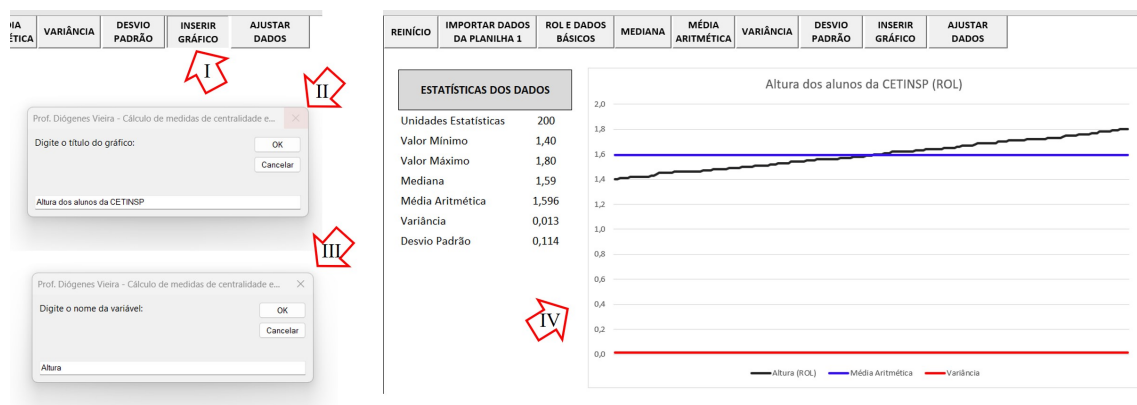 IA
ÉTICA
VARIÂNCIA
DESVIO
PADRÃO
INSERIR
GRÁFICO
AJUSTAR
DADOS
I
II
Prof. Diógenes Vieira - Cálculo de medidas de centralidade e...
Digite o título do gráfico:
OK
Cancelar
Altura dos alunos da CETINSP
III
Prof. Diógenes Vieira - Cálculo de medidas de centralidade e...
Digite o nome da variável:
OK
Cancelar
Altura
REINÍCIO
IMPORTAR DADOS
DA PLANILHA 1
ROL E DADOS
BÁSICOS
MEDIANA
MÉDIA
ARITMÉTICA
VARIÂNCIA
DESVIO
PADRÃO
INSERIR
GRÁFICO
AJUSTAR
DADOS
ESTATÍSTICAS DOS DADOS
Unidades Estatísticas 200
Valor Mínimo 1,40
Valor Máximo 1,80
Mediana 1,59
Média Aritmética 1,596
Variância 0,013
Desvio Padrão 0,114
IV
Altura dos alunos da CETINSP (ROL)
2,0
1,8
1,6
1,4
1,2
1,0
0,8
0,6
0,4
0,2
0,0
Altura (ROL) Média Aritmética Variância